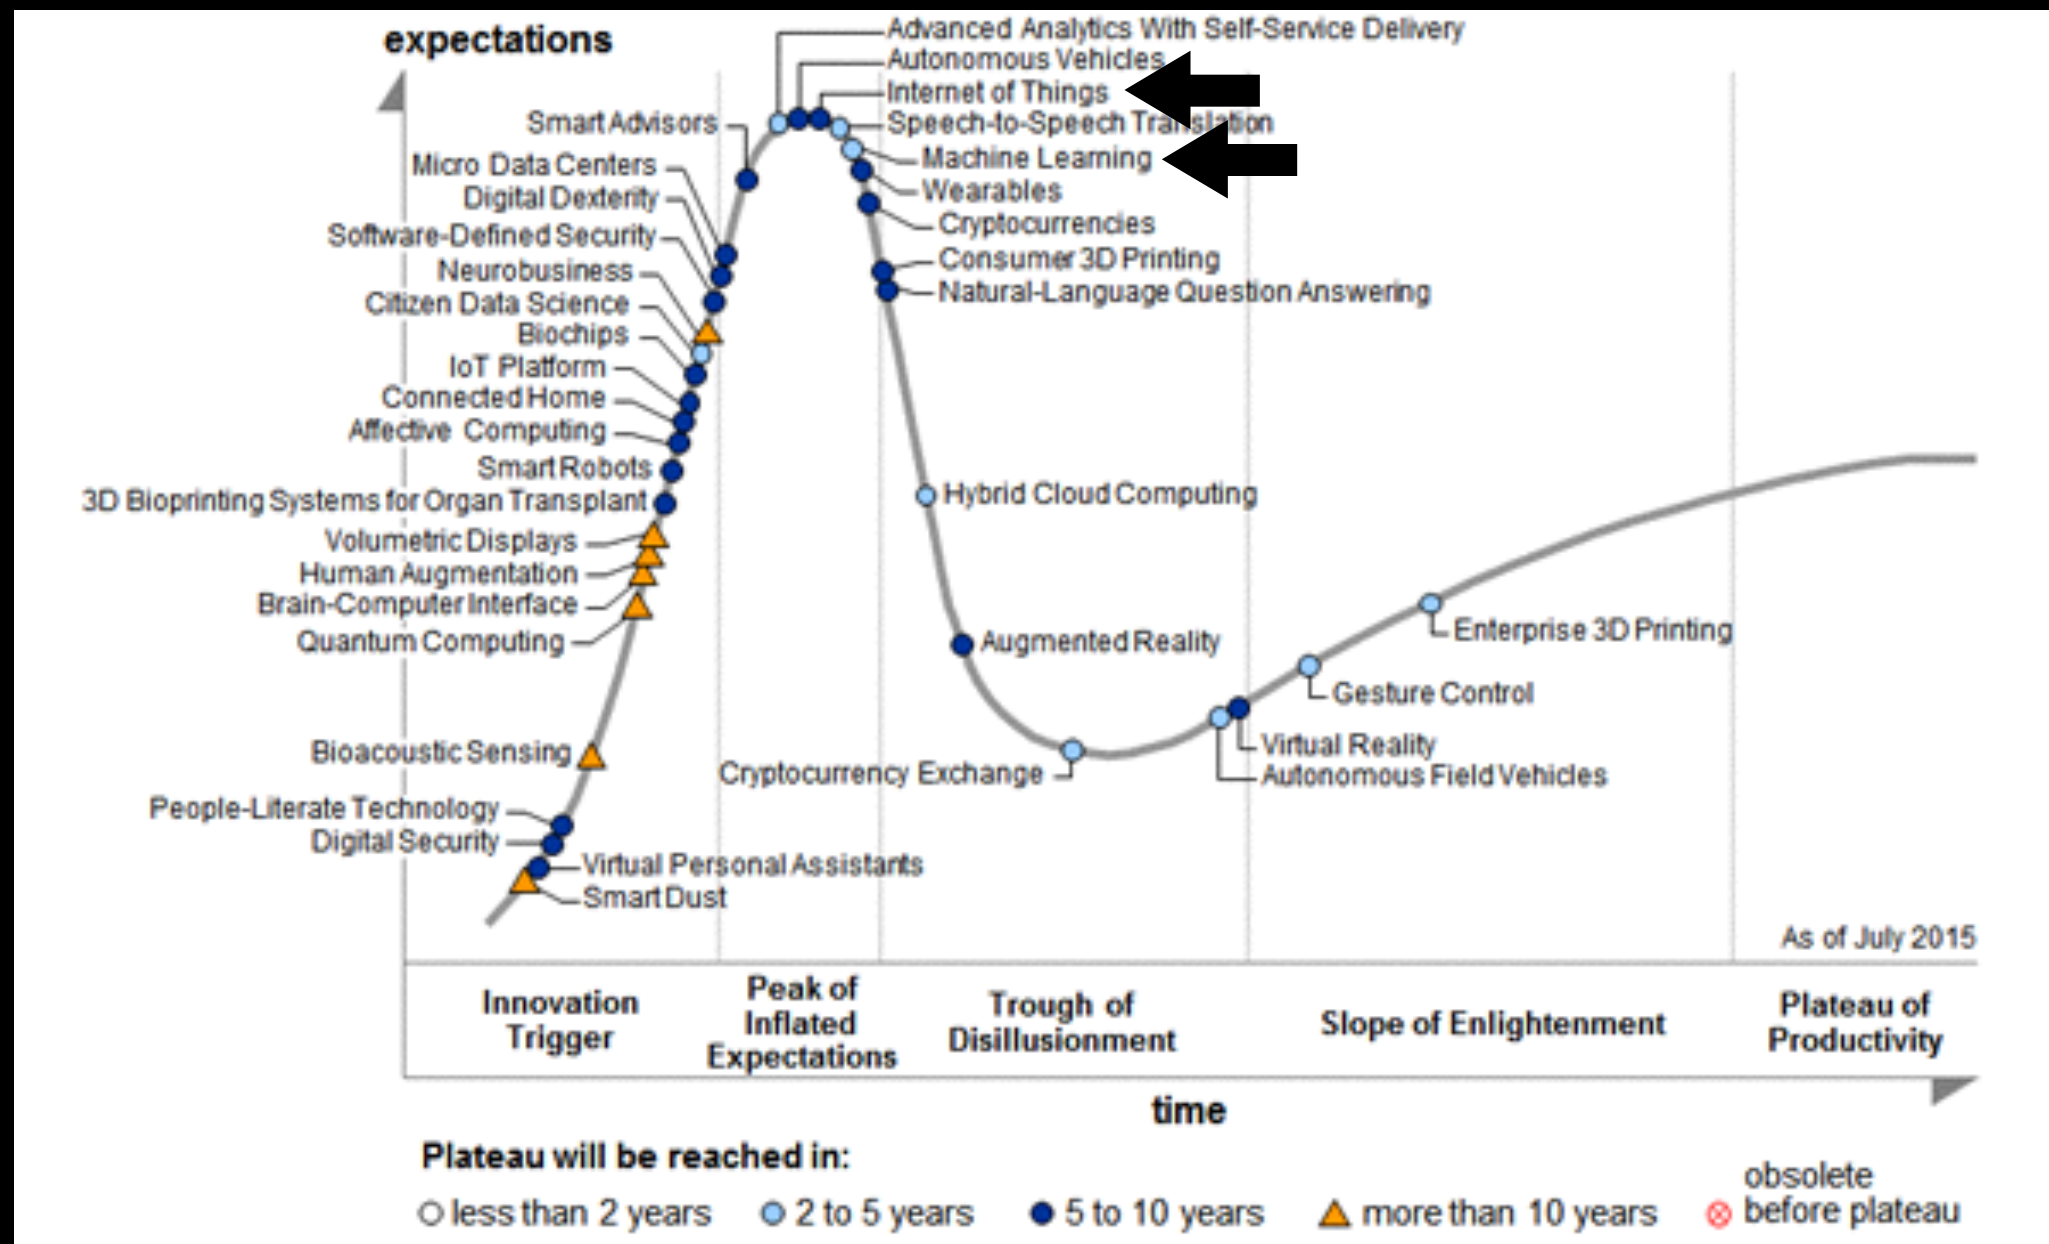 expectations
Advanced Analytics With Self-Service Delivery
Autonomous Vehicles
Internet of Things
Speech-to-Speech Translation
Machine Learning
Wearables
Cryptocurrencies
Consumer 3D Printing
Natural-Language Question Answering
Smart Advisors
Micro Data Centers
Digital Dexterity
Software-Defined Security
Neurobusiness
Citizen Data Science
Biochips
IoT Platform
Connected Home
Affective Computing
Smart Robots
3D Bioprinting Systems for Organ Transplant
Volumetric Displays
Human Augmentation
Brain-Computer Interface
Quantum Computing
Bioacoustic Sensing
People-Literate Technology
Digital Security
Virtual Personal Assistants
Smart Dust
Hybrid Cloud Computing
Augmented Reality
Cryptocurrency Exchange
Enterprise 3D Printing
Gesture Control
Virtual Reality
Autonomous Field Vehicles
As of July 2015
Innovation
Trigger
Peak of
Inflated
Expectations
Trough of
Disillusionment
Slope of Enlightenment
Plateau of
Productivity
time
Plateau will be reached in:
less than 2 years
2 to 5 years
5 to 10 years
more than 10 years
obsolete
before plateau